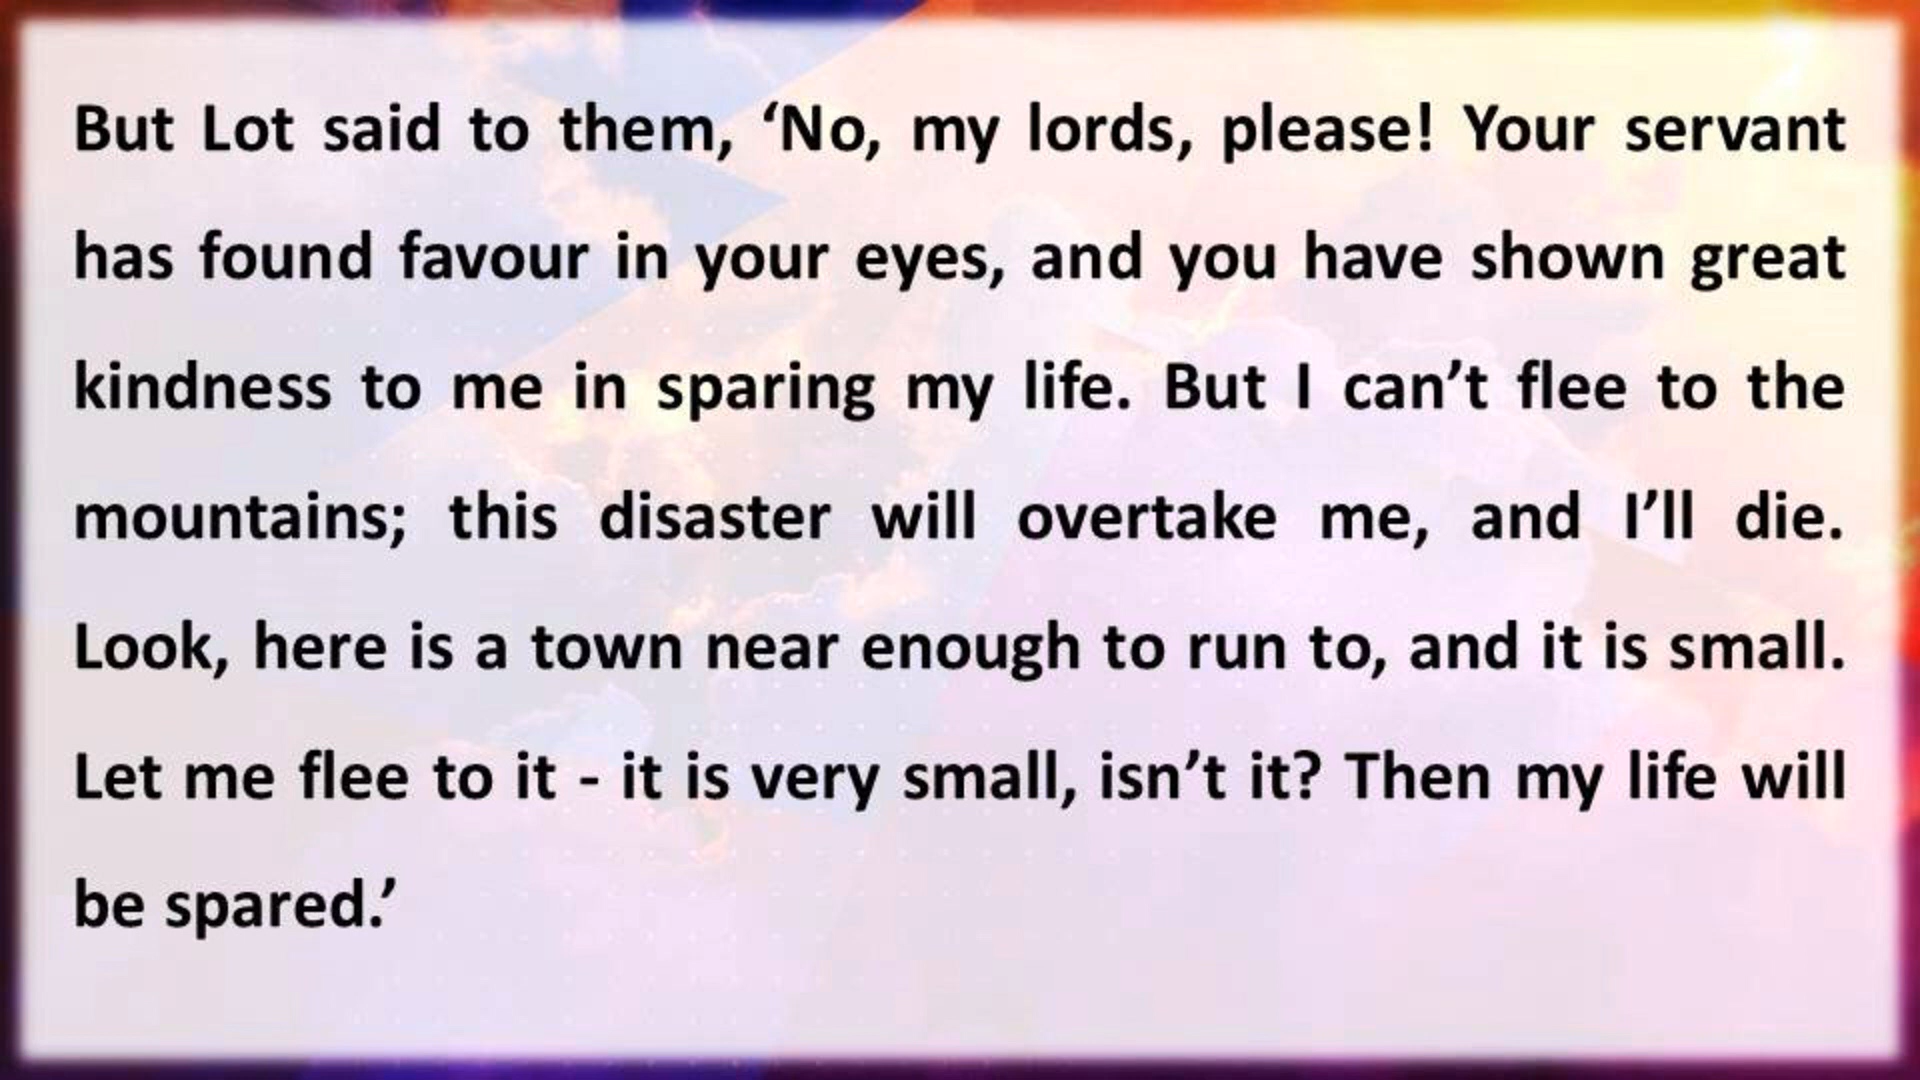 But Lot said to them, ‘No, my lords, please! Your servant
has found favour in your eyes, and you have shown great
kindness to me in sparing my life. But I can’t flee to the
mountains; this disaster will overtake me, and I’ll die.
Look, here is a town near enough to run to, and it is small.
Let me flee to it - it is very small, isn’t it? Then my life will
be spared.’